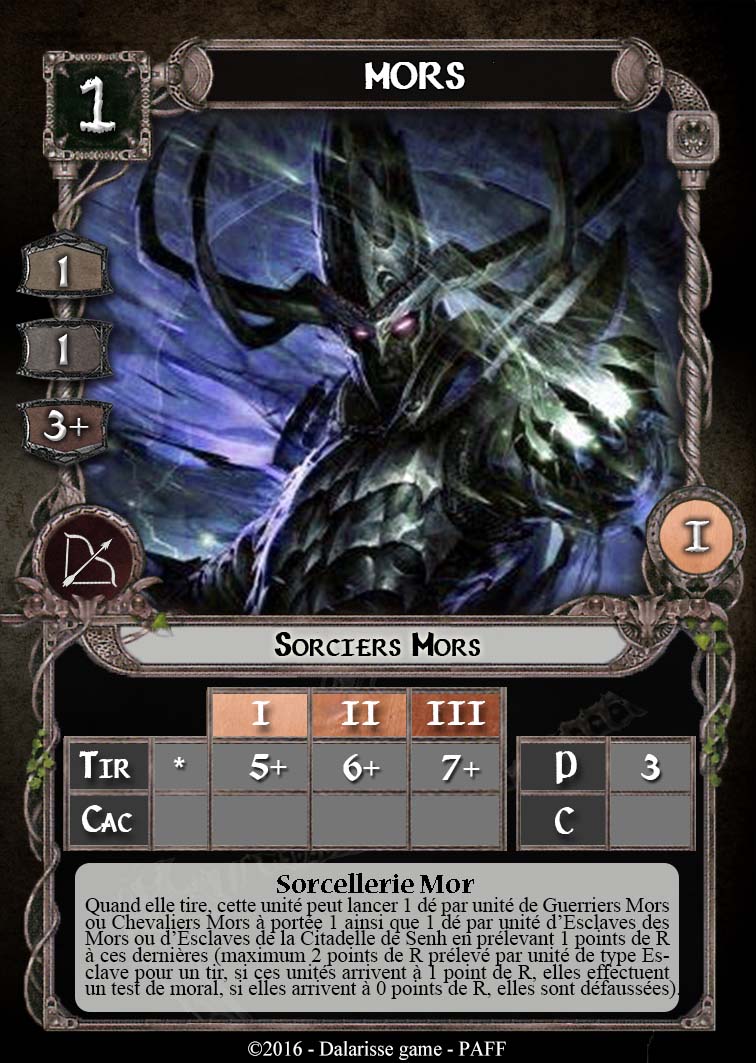 MORS
1
1
1
3+
I
SORCIERS MORS
I II III
TIR * 5+ 6+ 7+ P 3
CAC C
Sorcellerie Mor
Quand elle tire, cette unité peut lancer 1 dé par unité de Guerriers Mors
ou Chevaliers Mors à portée 1 ainsi que 1 dé par unité d'Esclaves des
Mors ou d'Esclaves de la Citadelle de Senh en prélevant 1 points de R
à ces dernières (maximum 2 points de R prélevé par unité de type Es-
clave pour un tir, si ces unités arrivent à 1 point de R, elles effectuent
un test de moral, si elles arrivent à 0 points de R, elles sont défaussées).
©2016 - Dalarisse game - PAFF